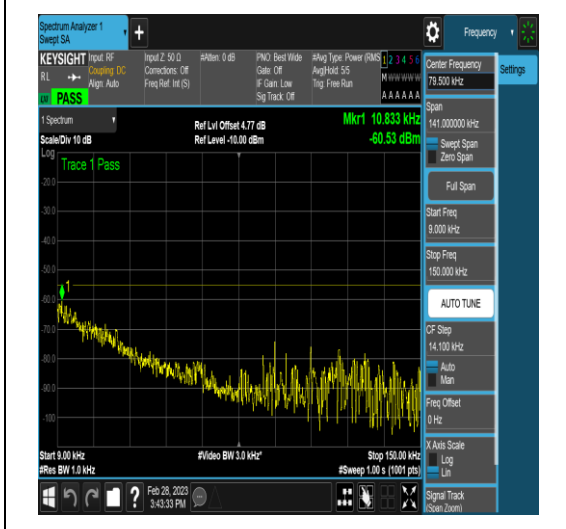 Spectrum Analyzer 1
Swept SA
+
Frequency
KEYSIGHT
Input: RF
Coupling: DC
Align: Auto
Input Z: 50 Ω
Corrections: Off
Freq Ref: Int (S)
#Atten: 0 dB
PNO: Best Wide
Gate: Off
IF Gain: Low
Sig Track: Off
#Avg Type: Power (RMS
Avg|Hold: 5/5
Trig: Free Run
1 2 3 4 5 6
M W W W W W
A A A A A A
R L
PASS
1 Spectrum
Scale/Div 10 dB
Ref Lvl Offset 4.77 dB
Ref Level -10.00 dBm
Mkr1 10.833 kHz
-60.53 dBm
Log
Trace 1 Pass
-20.0
-30.0
-40.0
-50.0
-60.0
-70.0
-80.0
-90.0
-100
1
Start 9.00 kHz
#Res BW 1.0 kHz
#Video BW 3.0 kHz*
Stop 150.00 kHz
#Sweep 1.00 s (1001 pts)
?
Feb 28, 2023
3:43:33 PM
Center Frequency
79.500 kHz
Settings
Span
141.000000 kHz
Swept Span
Zero Span
Full Span
Start Freq
9.000 kHz
Stop Freq
150.000 kHz
AUTO TUNE
CF Step
14.100 kHz
Auto
Man
Freq Offset
0 Hz
X Axis Scale
Log
Lin
Signal Track
(Span Zoom)